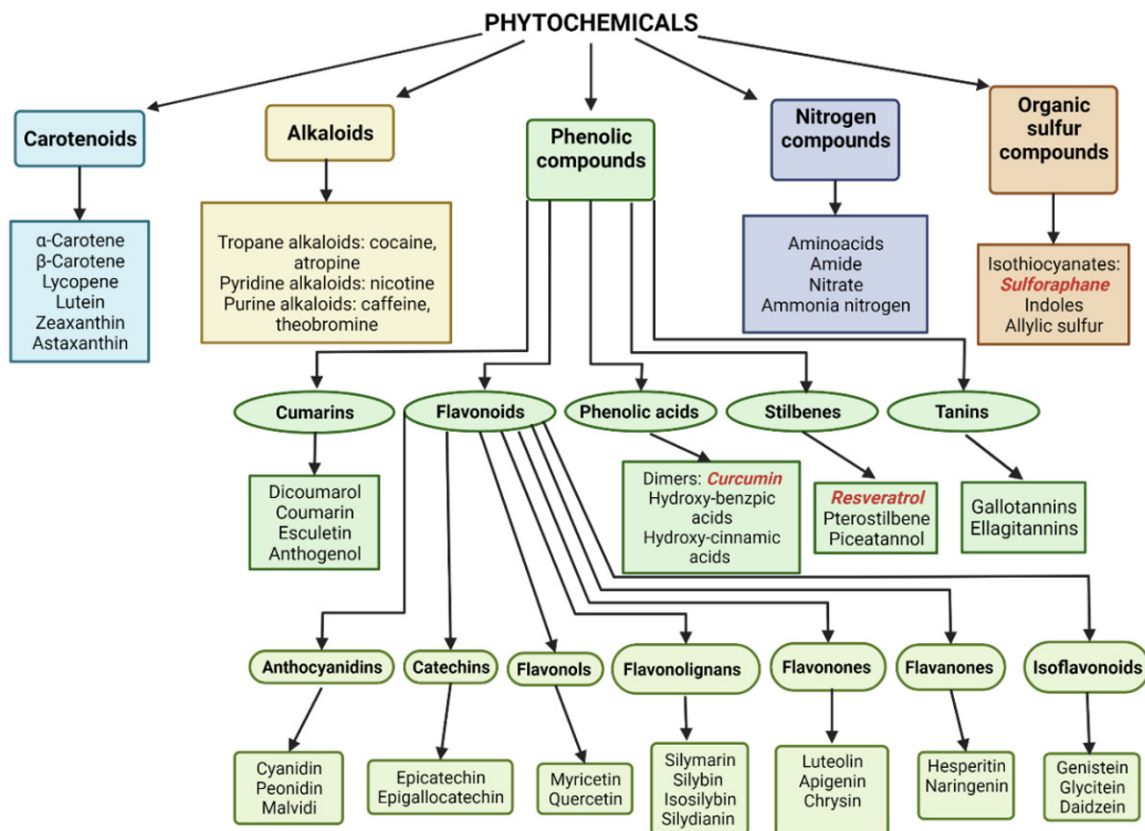 PHYTOCHEMICALS
Carotenoids
Alkaloids
Phenolic
compounds
Nitrogen
compounds
Organic
sulfur
compounds
α-Carotene
β-Carotene
Lycopene
Lutein
Zeaxanthin
Astaxanthin
Tropane alkaloids: cocaine,
atropine
Pyridine alkaloids: nicotine
Purine alkaloids: caffeine,
theobromine
Aminoacids
Amide
Nitrate
Ammonia nitrogen
Isothiocyanates:
Sulforaphane
Indoles
Allylic sulfur
Cumarins
Flavonoids
Phenolic acids
Stilbenes
Tanins
Dicoumarol
Coumarin
Esculetin
Anthogenol
Dimers: Curcumin
Hydroxy-benzpic
acids
Hydroxy-cinnamic
acids
Resveratrol
Pterostilbene
Piceatannol
Gallotannins
Ellagitannins
Anthocyanidins
Catechins
Flavonols
Flavonolignans
Flavonones
Flavanones
Isoflavonoids
Cyanidin
Peonidin
Malvidi
Epicatechin
Epigallocatechin
Myricetin
Quercetin
Silymarin
Silybin
Isosilybin
Silydianin
Luteolin
Apigenin
Chrysin
Hesperitin
Naringenin
Genistein
Glycitein
Daidzein